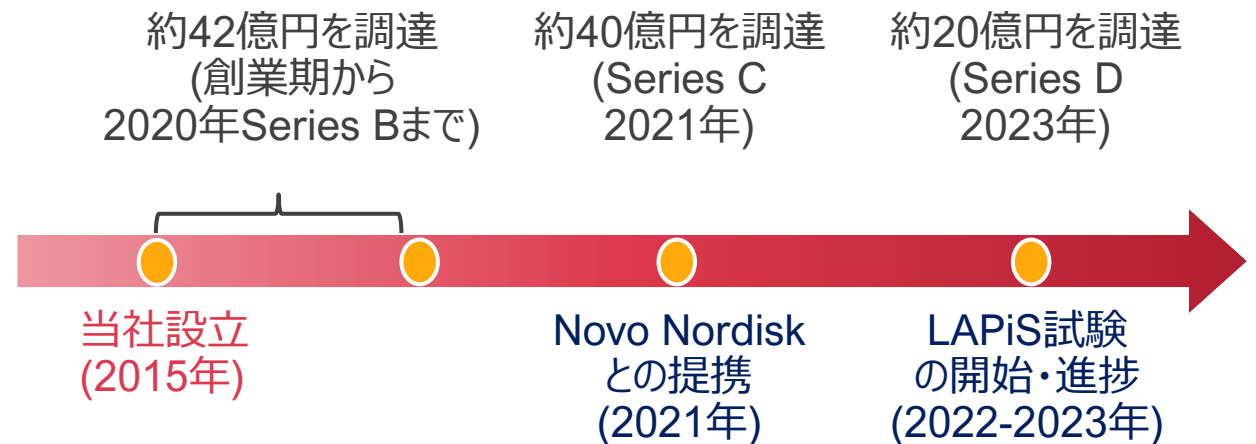 約42億円を調達
(創業期から
2020年Series Bまで)
約40億円を調達
(Series C
2021年)
約20億円を調達
(Series D
2023年)
当社設立
(2015年)
Novo Nordisk
との提携
(2021年)
LAPiS試験
の開始・進捗
(2022-2023年)